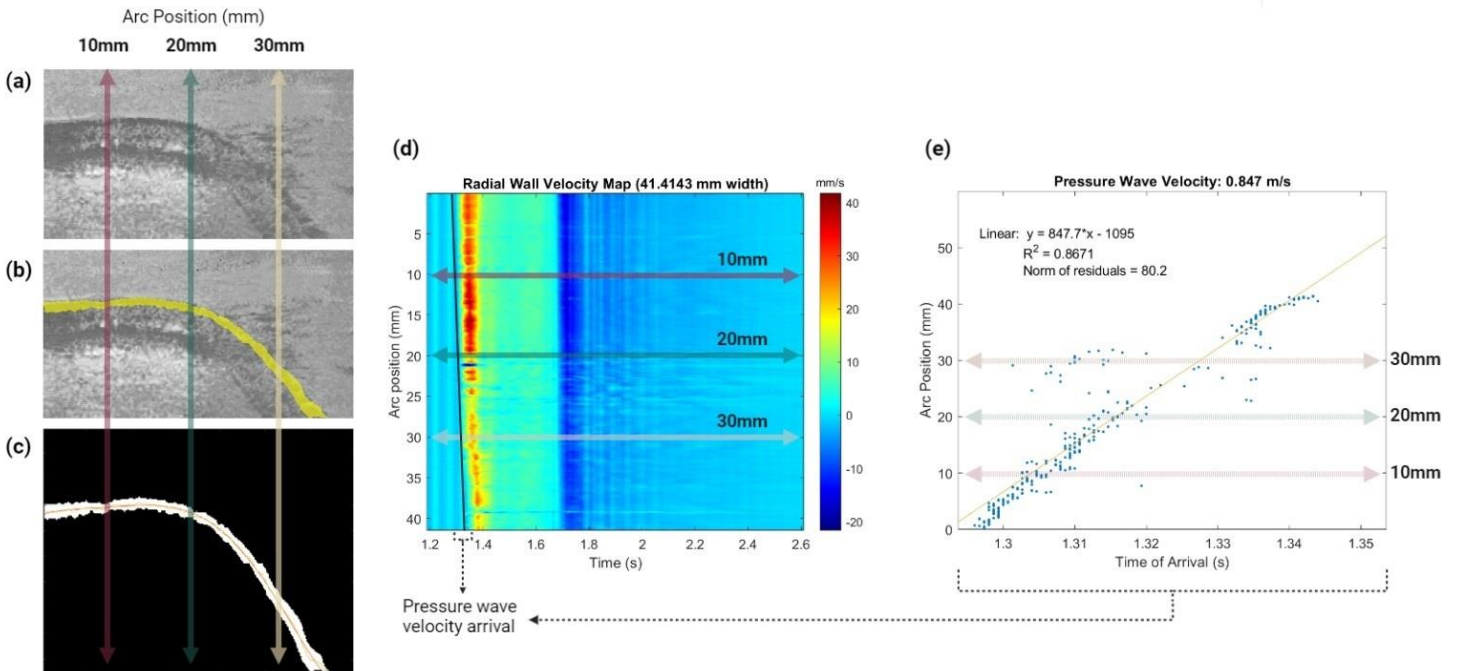 Arc Position (mm)
10mm 20mm 30mm
(a)
(b)
(c)
(d)
Radial Wall Velocity Map (41.4143 mm width)
mm/s
Arc position (mm)
5
10
15
20
25
30
35
40
10mm
20mm
30mm
40
30
20
10
0
-10
-20
1.2 1.4 1.6 1.8 2 2.2 2.4 2.6
Time (s)
Pressure wave
velocity arrival
(e)
Pressure Wave Velocity: 0.847 m/s
Linear: y = 847.7*x - 1095
R² = 0.8671
Norm of residuals = 80.2
Arc Position (mm)
50
40
30
20
10
0
30mm
20mm
10mm
1.3 1.31 1.32 1.33 1.34 1.35
Time of Arrival (s)